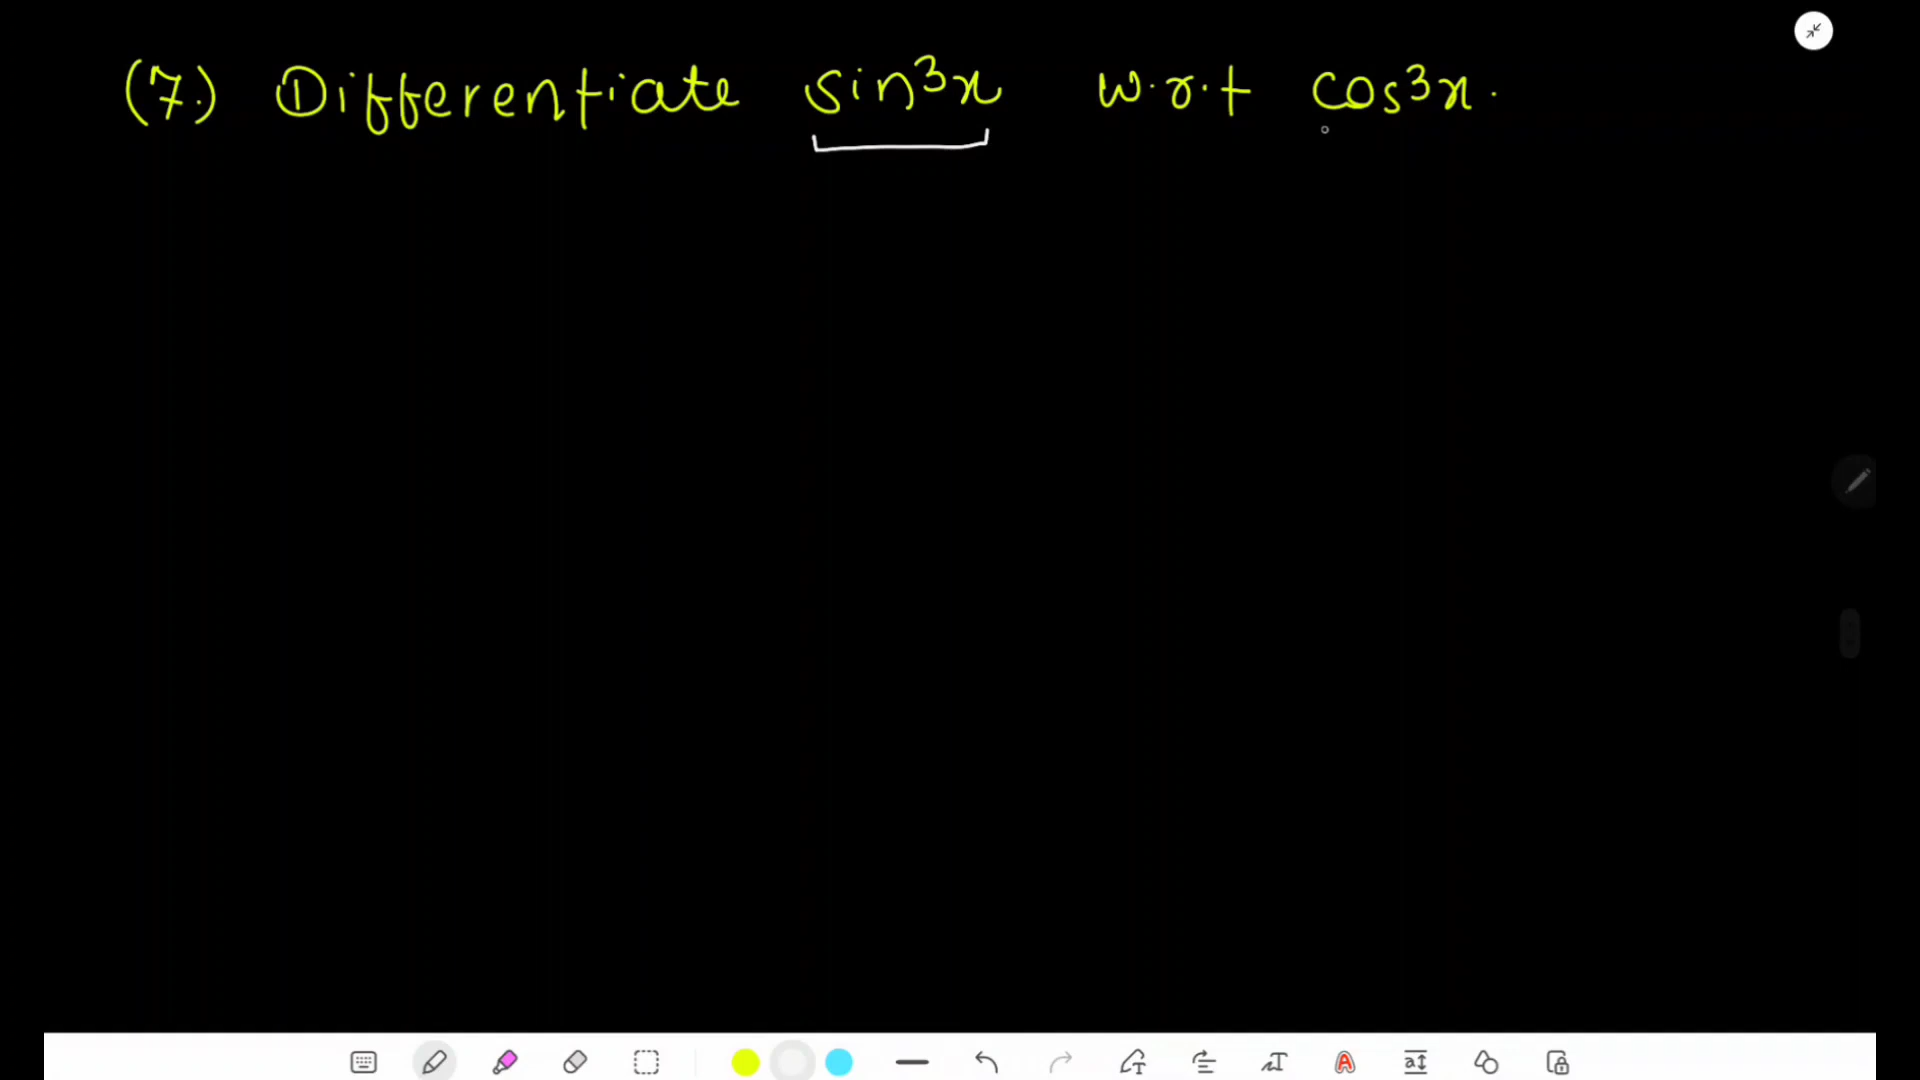 (7.) Differentiate sin³x w.r.t cos³x.